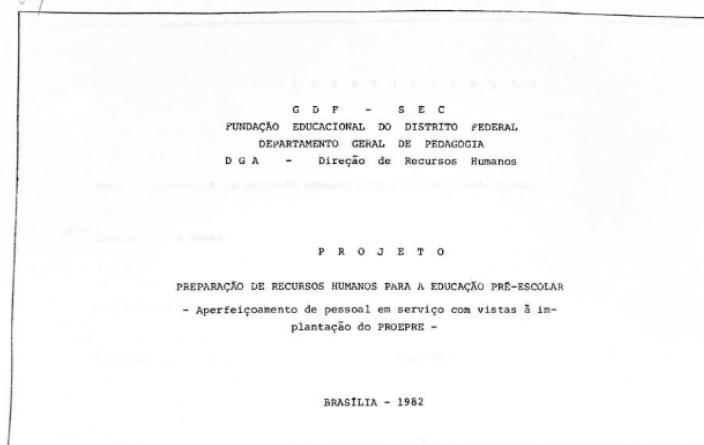 G D F - S E C
FUNDAÇÃO EDUCACIONAL DO DISTRITO FEDERAL
DEPARTAMENTO GERAL DE PEDAGOGIA
D G A - Direção de Recursos Humanos
P R O J E T O
PREPARAÇÃO DE RECURSOS HUMANOS PARA A EDUCAÇÃO PRÉ-ESCOLAR
- Aperfeiçoamento de pessoal em serviço com vistas à im-
plantação do PROEPRE -
BRASÍLIA - 1982